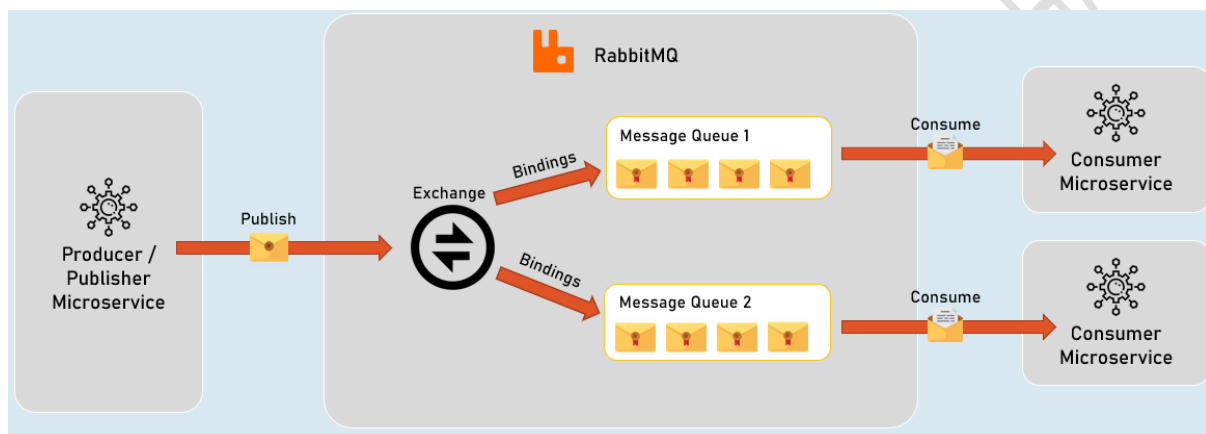 RabbitMQ
Producer /
Publisher
Microservice
Publish
Exchange
Bindings
Bindings
Message Queue 1
Message Queue 2
Consume
Consumer
Microservice
Consume
Consumer
Microservice